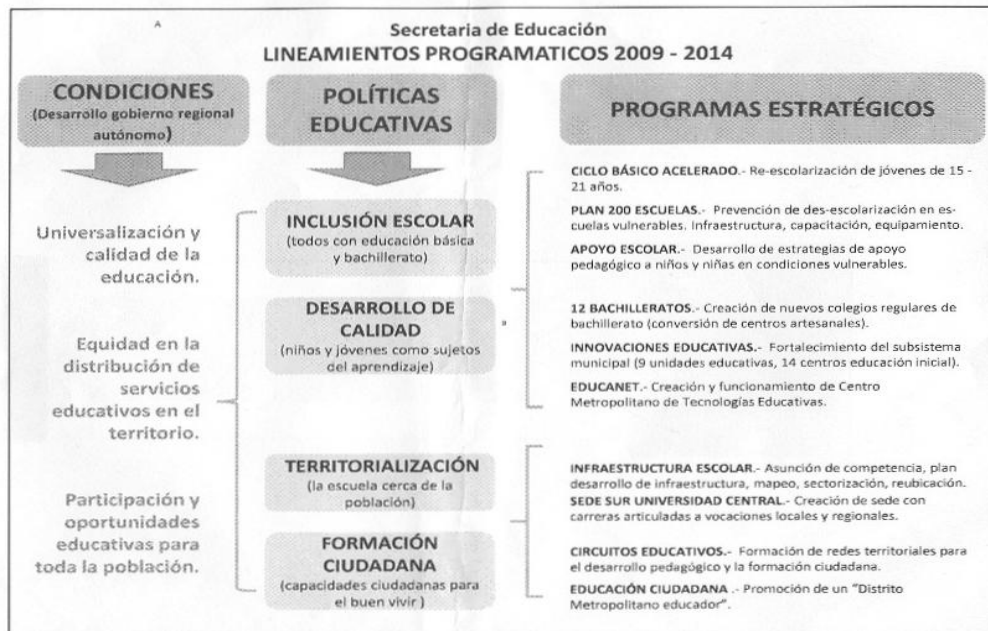 A
Secretaria de Educación
LINEAMIENTOS PROGRAMATICOS 2009 - 2014
CONDICIONES
(Desarrollo gobierno regional
autónomo)
Universalización y
calidad de la
educación.
Equidad en la
distribución de
servicios
educativos en el
territorio.
Participación y
oportunidades
educativas para
toda la población.
POLÍTICAS
EDUCATIVAS
INCLUSIÓN ESCOLAR
(todos con educación básica
y bachillerato)
DESARROLLO DE
CALIDAD
(niños y jóvenes como sujetos
del aprendizaje)
TERRITORIALIZACIÓN
(la escuela cerca de la
población)
FORMACIÓN
CIUDADANA
(capacidades ciudadanas para
el buen vivir )
PROGRAMAS ESTRATÉGICOS
CICLO BÁSICO ACELERADO.- Re-escolarización de jóvenes de 15 -
21 años.
PLAN 200 ESCUELAS.- Prevención de des-escolarización en es-
cuelas vulnerables. Infraestructura, capacitación, equipamiento.
APOYO ESCOLAR.- Desarrollo de estrategias de apoyo
pedagógico a niños y niñas en condiciones vulnerables.
12 BACHILLERATOS.- Creación de nuevos colegios regulares de
bachillerato (conversión de centros artesanales).
INNOVACIONES EDUCATIVAS.- Fortalecimiento del subsistema
municipal (9 unidades educativas, 14 centros educación inicial).
EDUCANET.- Creación y funcionamiento de Centro
Metropolitano de Tecnologías Educativas.
INFRAESTRUCTURA ESCOLAR.- Asunción de competencia, plan
desarrollo de infraestructura, mapeo, sectorización, reubicación.
SEDE SUR UNIVERSIDAD CENTRAL.- Creación de sede con
carreras articuladas a vocaciones locales y regionales.
CIRCUITOS EDUCATIVOS.- Formación de redes territoriales para
el desarrollo pedagógico y la formación ciudadana.
EDUCACIÓN CIUDADANA .- Promoción de un "Distrito
Metropolitano educador".